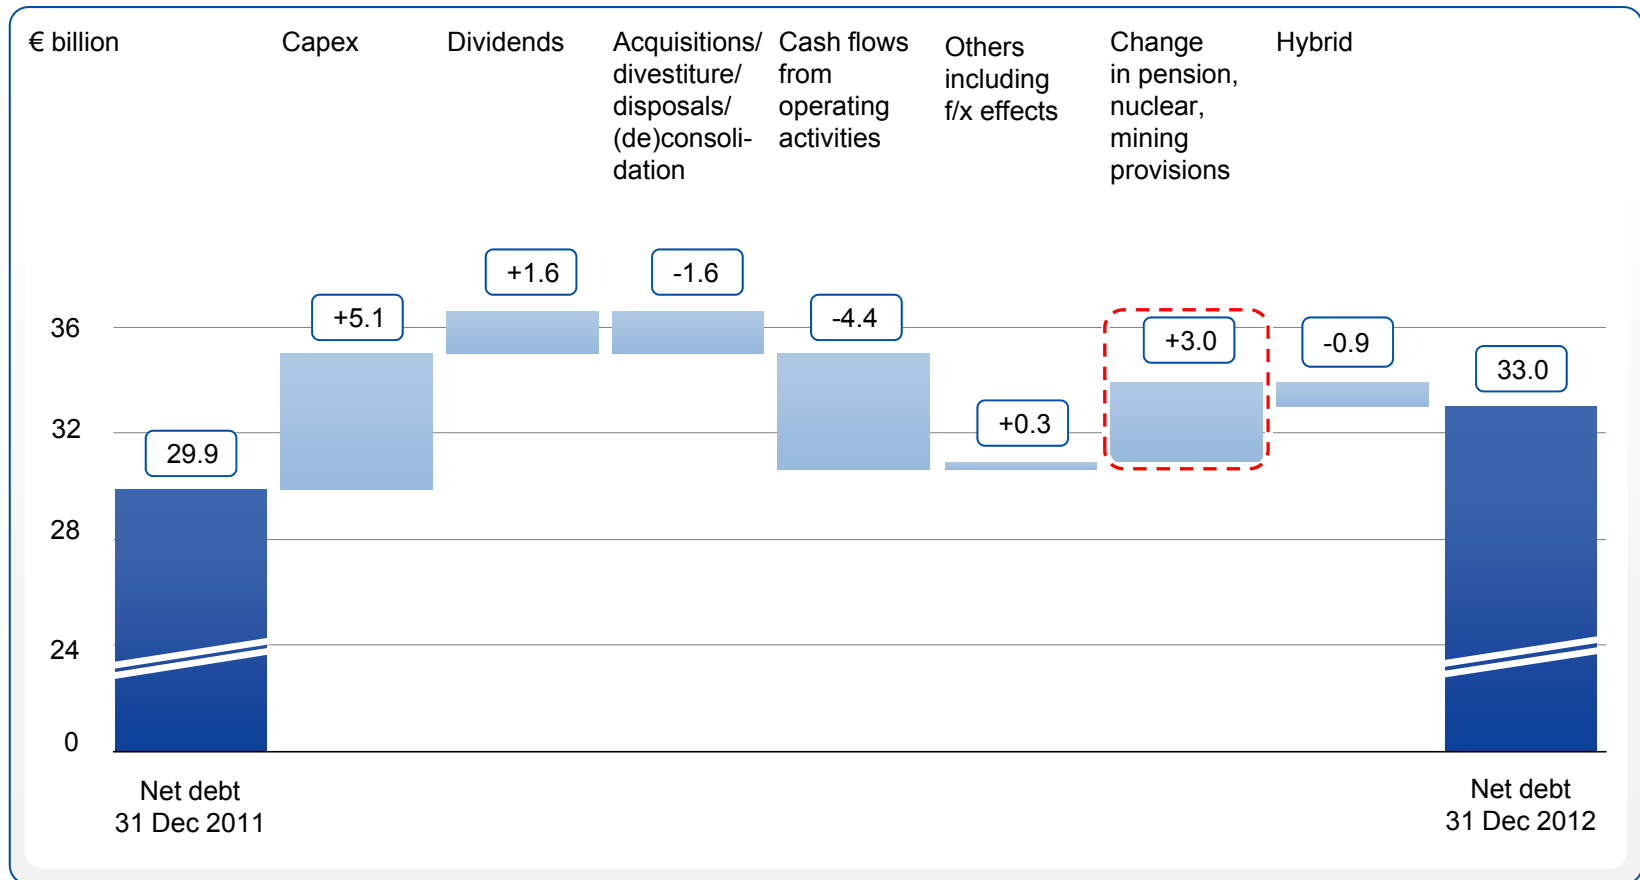 € billion
Capex
Dividends
Acquisitions/
divestiture/
disposals/
(de)consoli-
dation
Cash flows
from
operating
activities
Others
including
f/x effects
Change
in pension,
nuclear,
mining
provisions
Hybrid
+1.6
-1.6
+5.1
-4.4
+3.0
-0.9
33.0
+0.3
29.9
36
32
28
24
0
Net debt
31 Dec 2011
Net debt
31 Dec 2012